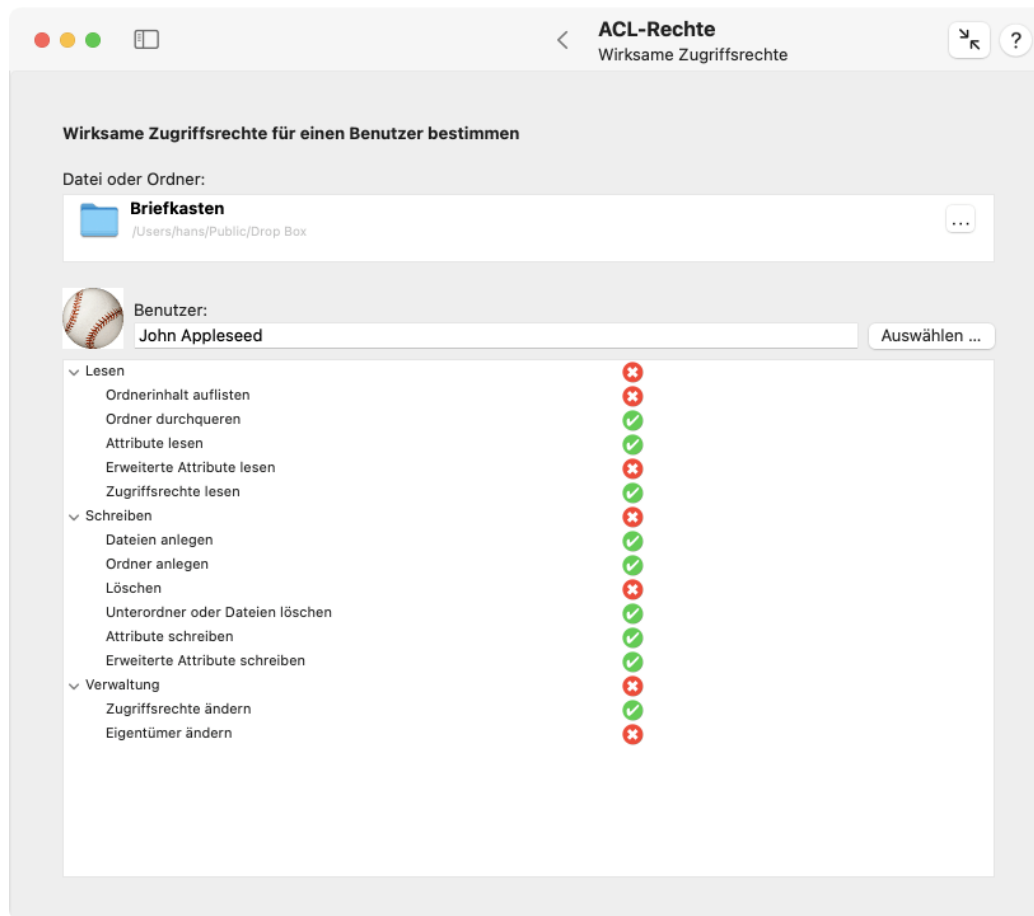 ACL-Rechte
Wirksame Zugriffsrechte
?
Wirksame Zugriffsrechte für einen Benutzer bestimmen
Datei oder Ordner:
Briefkasten
/Users/hans/Public/Drop Box
...
Benutzer:
John Appleseed
Auswählen ...
Lesen
Ordnerinhalt auflisten
Ordner durchqueren
Attribute lesen
Erweiterte Attribute lesen
Zugriffsrechte lesen
Schreiben
Dateien anlegen
Ordner anlegen
Löschen
Unterordner oder Dateien löschen
Attribute schreiben
Erweiterte Attribute schreiben
Verwaltung
Zugriffsrechte ändern
Eigentümer ändern